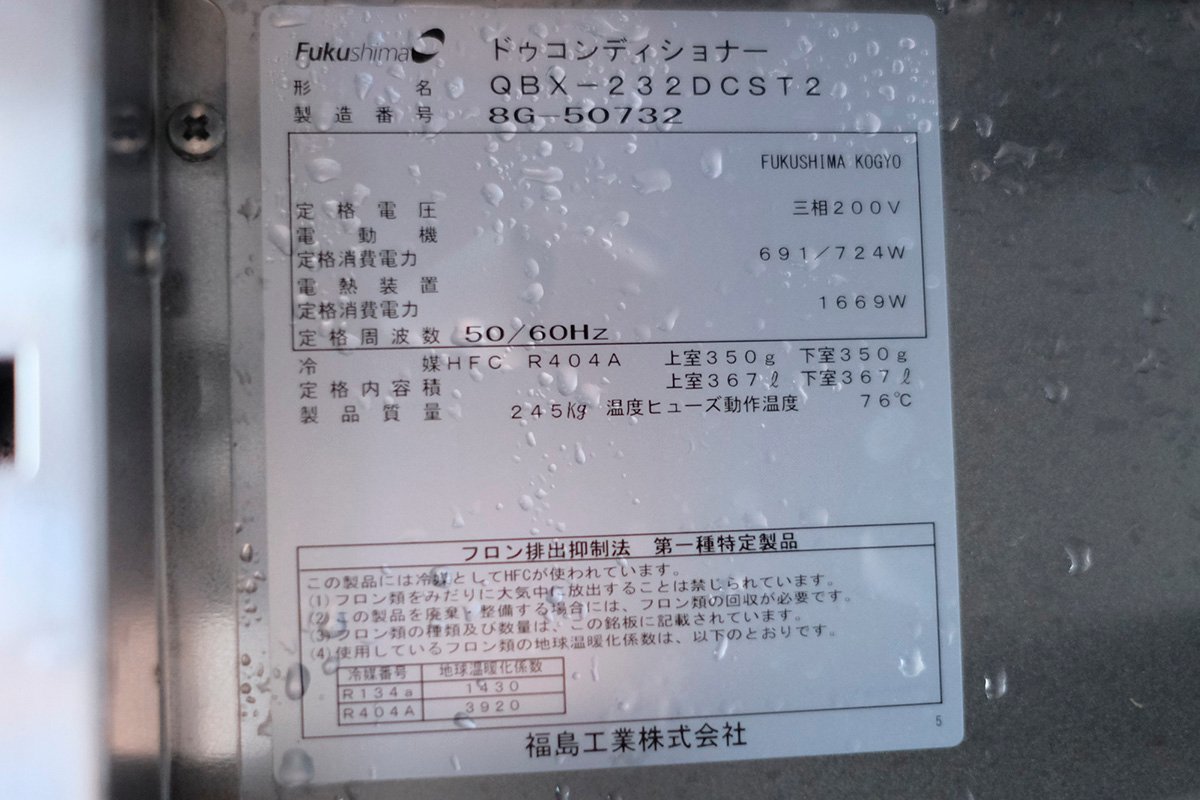 Fukushima ドゥコンディショナー
形名 QBX-232DCST2
製造番号 8G-50732
FUKUSHIMA KOGYO
定格電圧 三相200V
電動機
定格消費電力 691/724W
電熱装置
定格消費電力 1669W
定格周波数 50/60Hz
冷媒 HFC R404A 上室350g 下室350g
定格内容積 上室367ℓ 下室367ℓ
製品質量 245kg 温度ヒューズ動作温度 76℃
フロン排出抑制法 第一種特定製品
この製品には冷媒としてHFCが使われています。
(1)フロン類をみだりに大気中に放出することは禁じられています。
(2)この製品を廃棄・整備する場合には、フロン類の回収が必要です。
(3)フロン類の種類及び数量は、この銘板に記載されています。
(4)使用しているフロン類の地球温暖化係数は、以下のとおりです。
冷媒番号 地球温暖化係数
R134a 1430
R404A 3920
5
福島工業株式会社